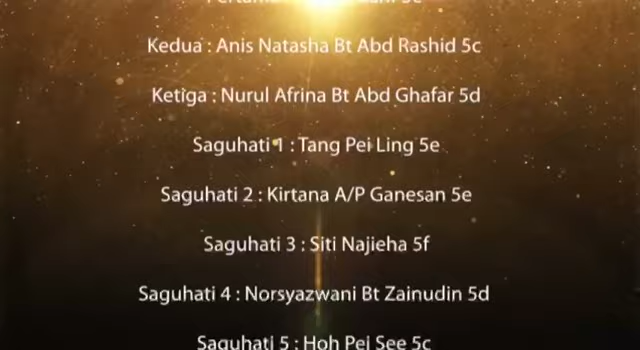 Kedua : Anis Natasha Bt Abd Rashid 5c
Ketiga : Nurul Afrina Bt Abd Ghafar 5d
Saguhati 1 : Tang Pei Ling 5e
Saguhati 2 : Kirtana A/P Ganesan 5e
Saguhati 3 : Siti Najieha 5f
Saguhati 4 : Norsyazwani Bt Zainudin 5d
Saguhati 5 : Hoh Pei See 5c